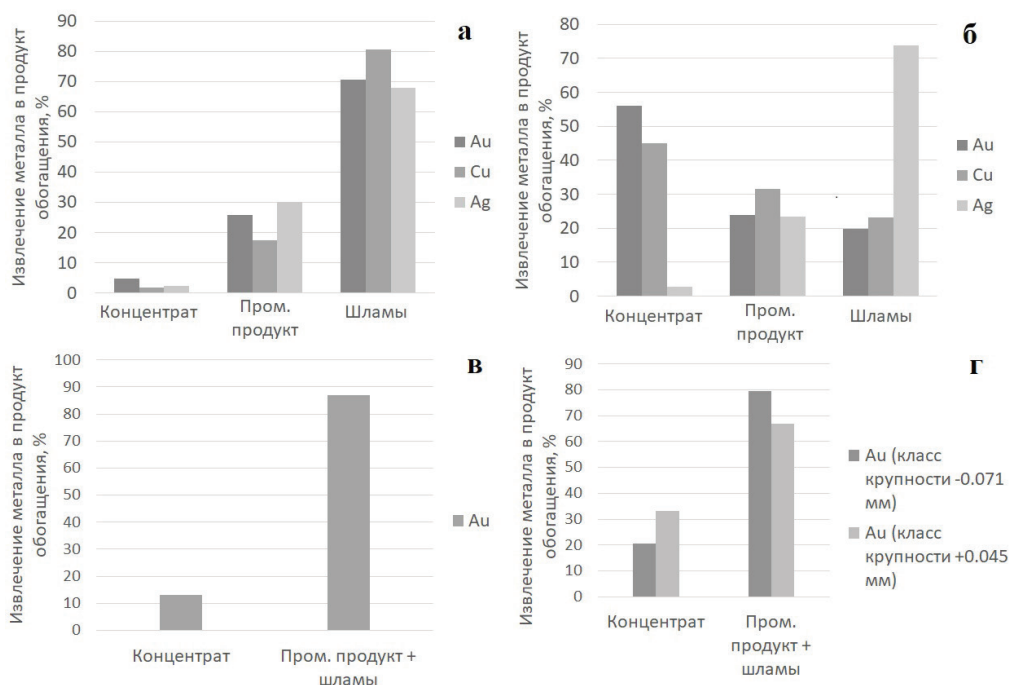 а
Извлечение металла в продукт
обогащения, %
90
80
70
60
50
40
30
20
10
0
Концентрат
Пром.
продукт
Шламы
Au
Cu
Ag
б
Извлечение металла в продукт
обогащения, %
80
70
60
50
40
30
20
10
0
Концентрат
Пром.
продукт
Шламы
Au
Cu
Ag
в
Извлечение металла в продукт
обогащения, %
100
90
80
70
60
50
40
30
20
10
0
Концентрат
Пром. продукт +
шламы
Au
г
Извлечение металла в продукт
обогащения, %
90
80
70
60
50
40
30
20
10
0
Концентрат
Пром.
продукт +
шламы
Au (класс
крупности -0.071
мм)
Au (класс
крупности +0.045
мм)